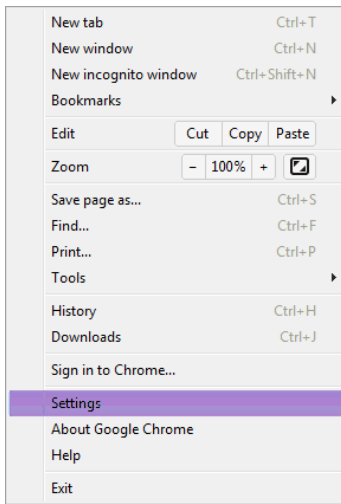 New tab Ctrl+T
New window Ctrl+N
New incognito window Ctrl+Shift+N
Bookmarks
Edit Cut Copy Paste
Zoom − 100% +
Save page as... Ctrl+S
Find... Ctrl+F
Print... Ctrl+P
Tools
History Ctrl+H
Downloads Ctrl+J
Sign in to Chrome...
Settings
About Google Chrome
Help
Exit